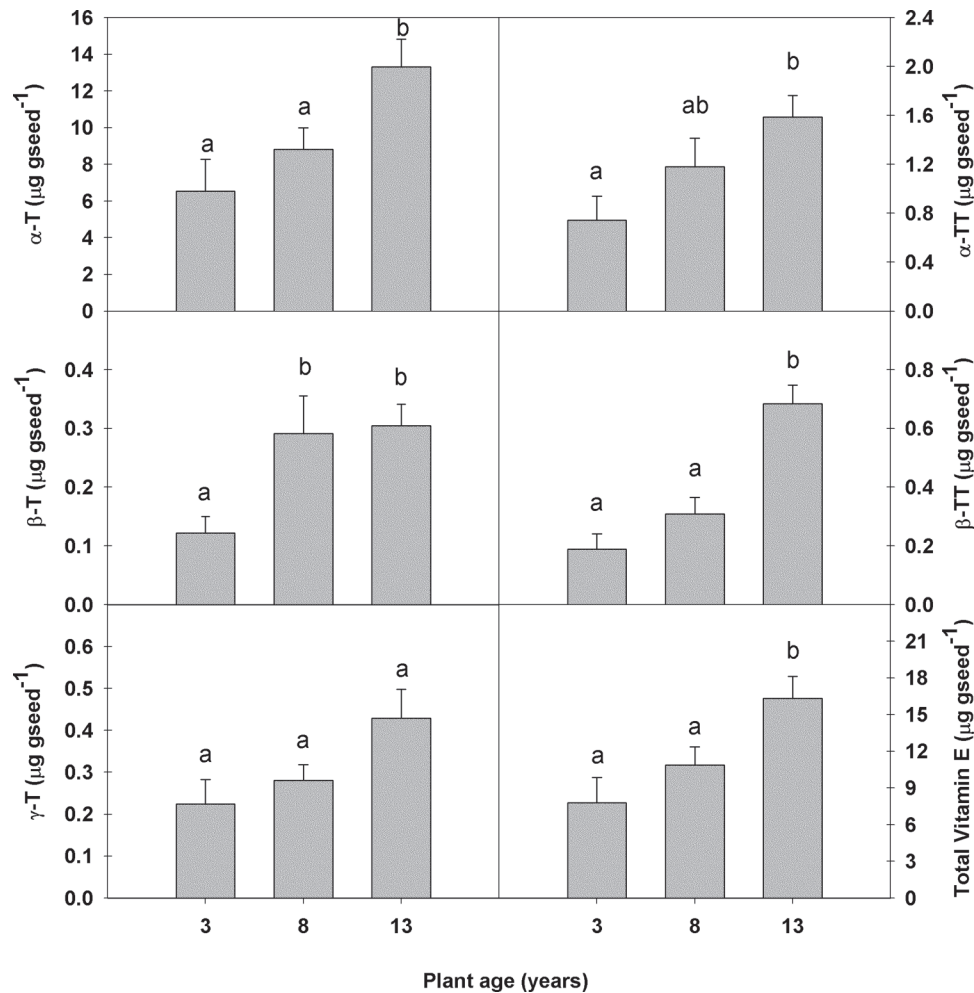 α-T (μg gseed-1)
16
14
12
10
8
6
4
2
0
a
a
b
2.4
2.0
1.6
1.2
0.8
0.4
0.0
α-TT (μg gseed-1)
a
ab
b
β-T (μg gseed-1)
0.4
0.3
0.2
0.1
0.0
a
b
b
0.8
0.6
0.4
0.2
0.0
β-TT (μg gseed-1)
a
a
b
γ-T (μg gseed-1)
0.6
0.5
0.4
0.3
0.2
0.1
0.0
a
a
a
21
18
15
12
9
6
3
0
Total Vitamin E (μg gseed-1)
a
a
b
3 8 13 3 8 13
Plant age (years)